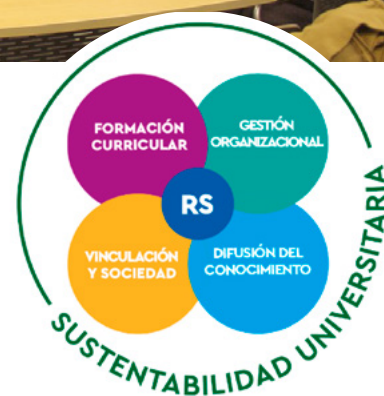 FORMACIÓN
CURRICULAR
GESTIÓN
ORGANIZACIONAL
RS
VINCULACIÓN
Y SOCIEDAD
DIFUSIÓN DEL
CONOCIMIENTO
SUSTENTABILIDAD UNIVERSITARIA